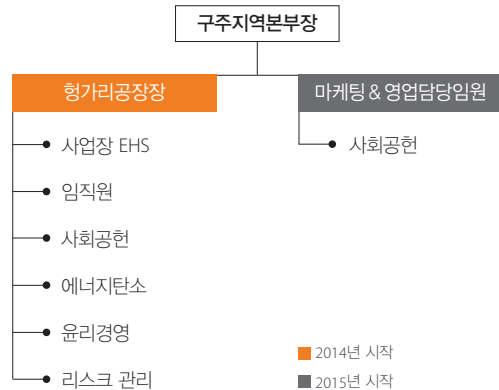 구주지역본부장
헝가리공장장
사업장 EHS
임직원
사회공헌
에너지탄소
윤리경영
리스크 관리
마케팅 & 영업담당임원
사회공헌
2014년 시작
2015년 시작